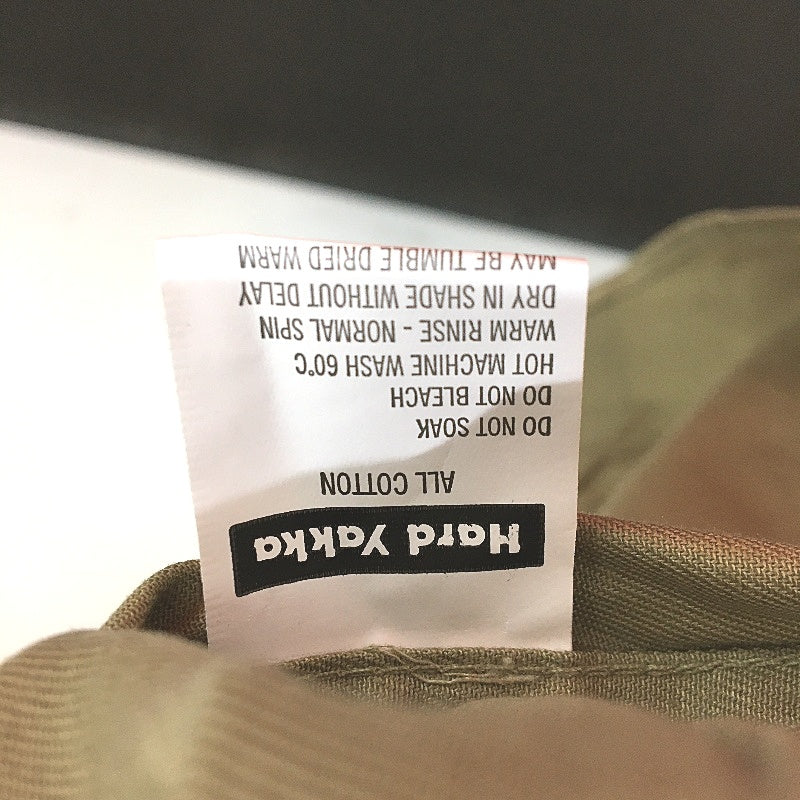 Hard Yakka
ALL COTTON
DO NOT SOAK
DO NOT BLEACH
HOT MACHINE WASH 60°C
WARM RINSE - NORMAL SPIN
DRY IN SHADE WITHOUT DELAY
MAY BE TUMBLE DRIED WARM